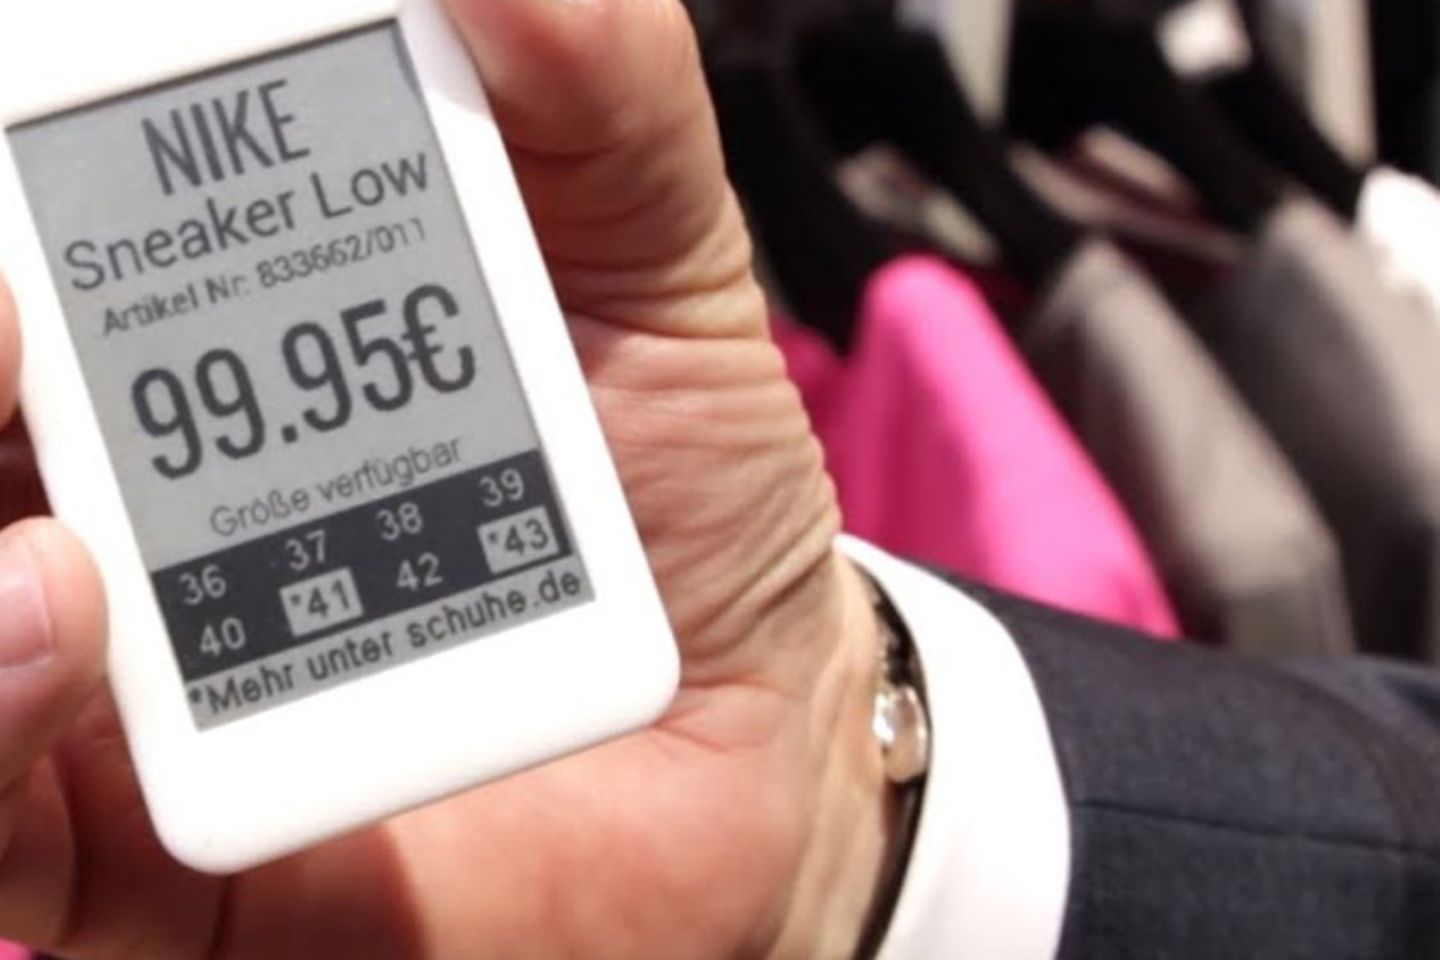 NIKE
Sneaker Low
Artikel Nr: 833662/011
99.95€
Größe verfügbar
36 37 38 39
40 *41 42 *43
*Mehr unter schuhe.de